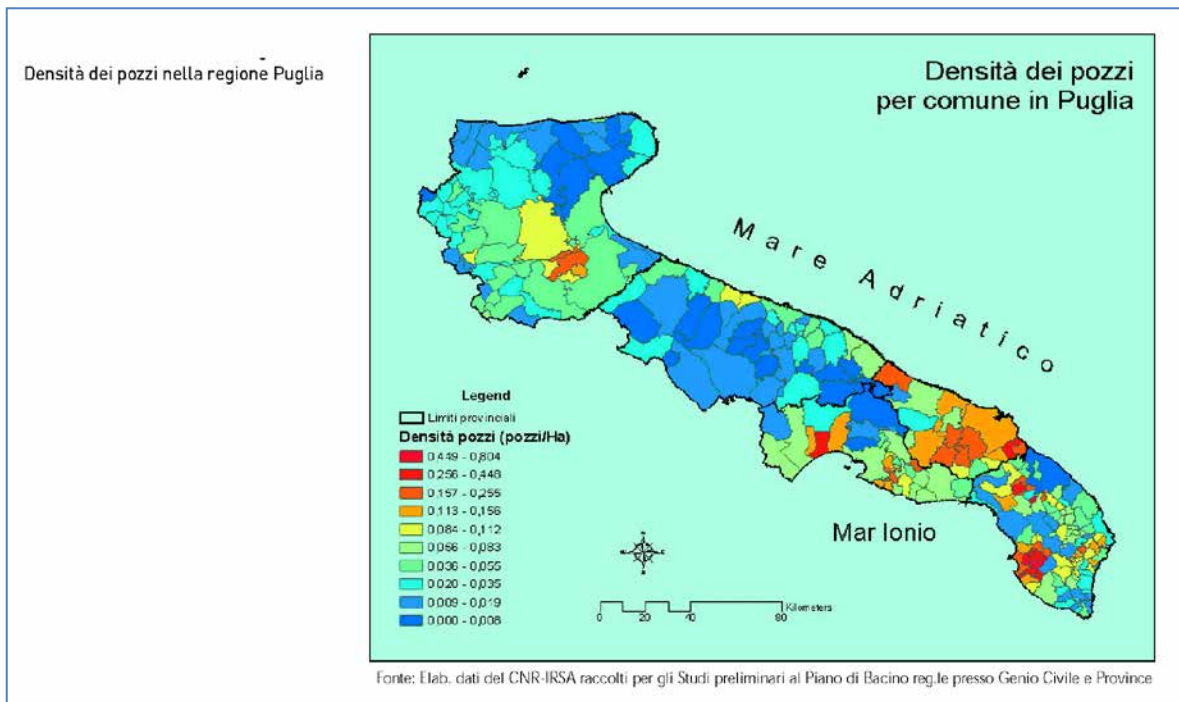 Densità dei pozzi nella regione Puglia
Densità dei pozzi
per comune in Puglia
Mare Adriatico
Mar Ionio
Legend
Limiti provinciali
Densità pozzi (pozzi/Ha)
0,449 - 0,804
0,256 - 0,448
0,157 - 0,255
0,113 - 0,156
0,084 - 0,112
0,056 - 0,083
0,036 - 0,055
0,020 - 0,035
0,009 - 0,019
0,000 - 0,008
Kilometers
0 20 40 80
Fonte: Elab. dati del CNR-IRSA raccolti per gli Studi preliminari al Piano di Bacino reg.le presso Genio Civile e Province